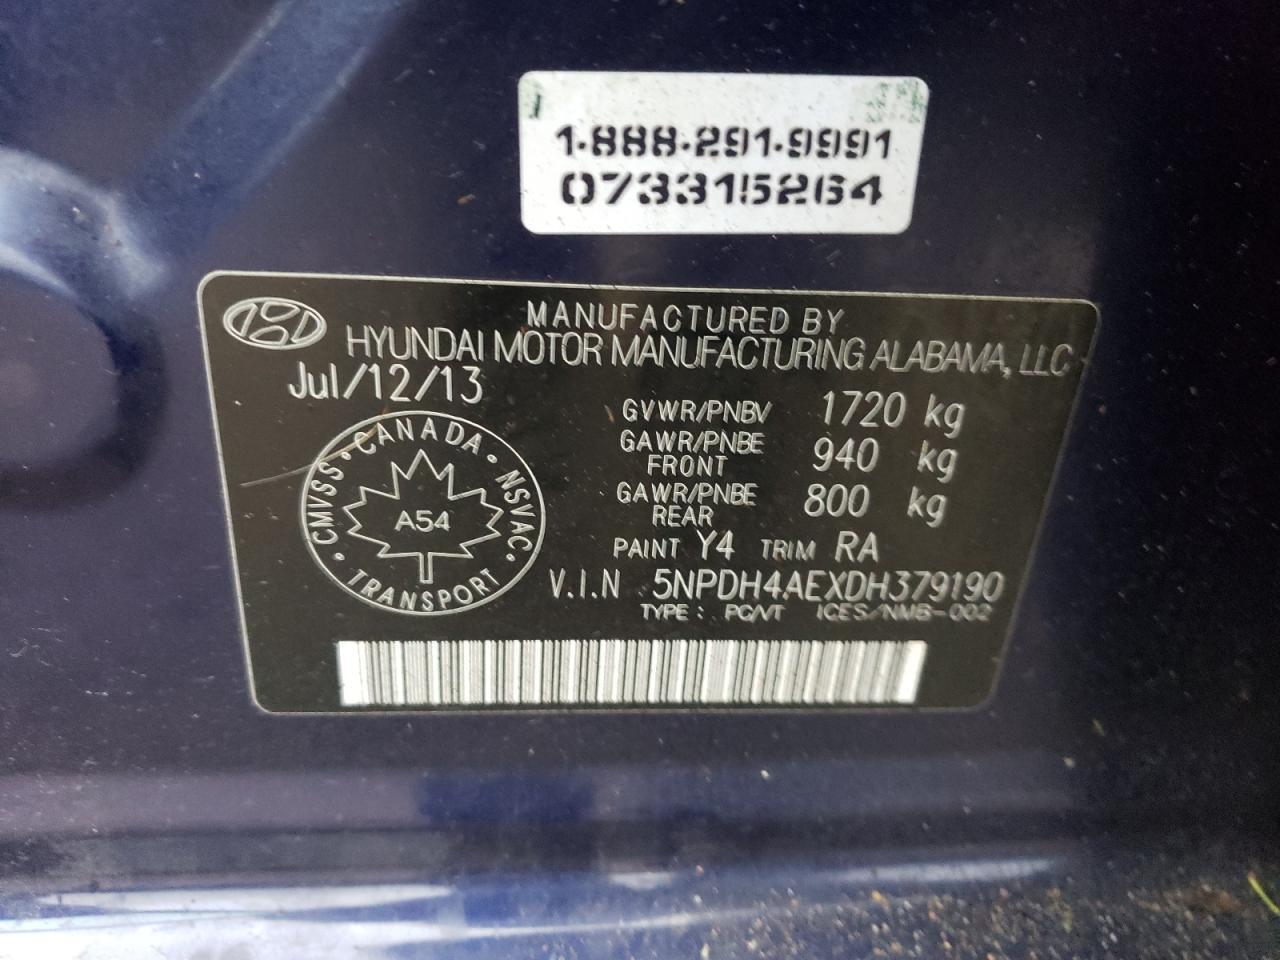 1-888-291-9991
073315264
MANUFACTURED BY
HYUNDAI MOTOR MANUFACTURING ALABAMA, LLC
Jul/12/13
GVWR/PNBV 1720 kg
GAWR/PNBE FRONT 940 kg
GAWR/PNBE REAR 800 kg
PAINT Y4 TRIM RA
V.I.N 5NPDH4AEXDH379190
TYPE: PC/VT ICES/NMB-002
CANADA · NSVAC · TRANSPORT · CMVSS ·
A54